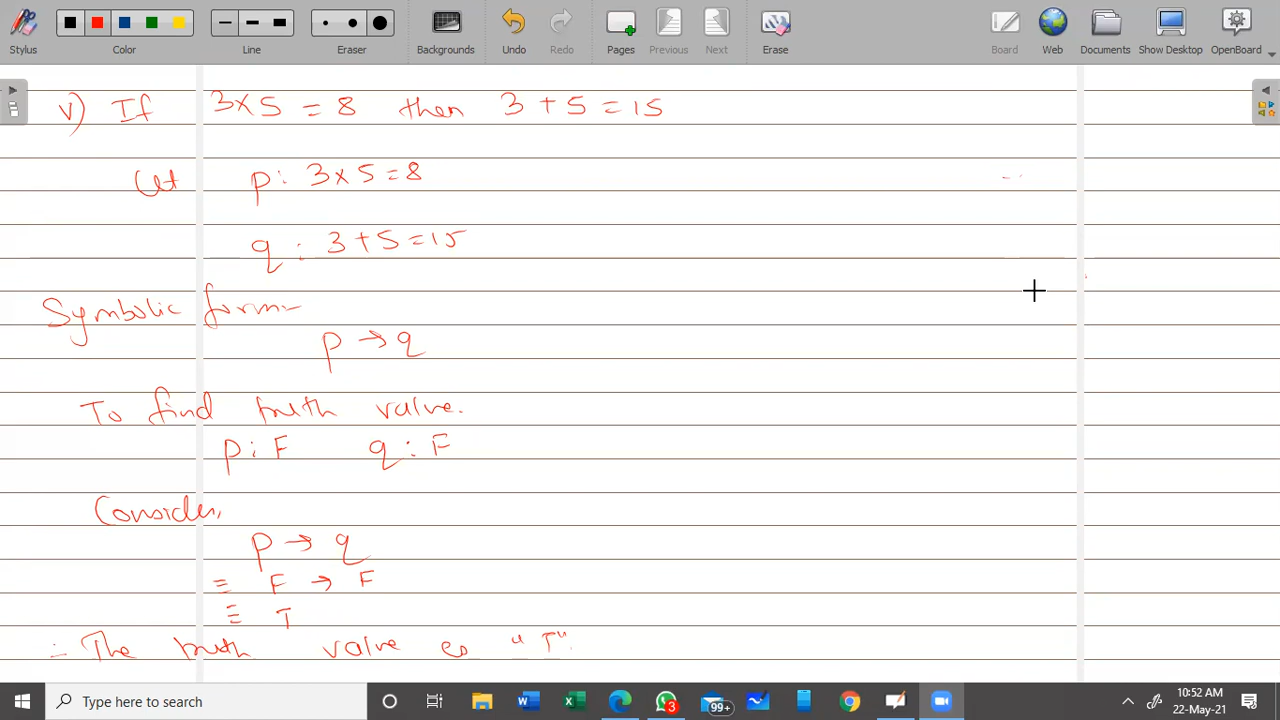 Stylus Color Line Eraser Backgrounds Undo Redo Pages Previous Next Erase Board Web Documents Show Desktop OpenBoard
v) If 3×5 = 8 then 3 + 5 = 15
Let p: 3×5=8
q : 3+5=15
Symbolic form-
p → q
To find truth value.
p: F q: F
Consider,
p → q
≡ F → F
≡ T
∴ The truth value is "T".
Type here to search
3
99+
10:52 AM
22-May-21